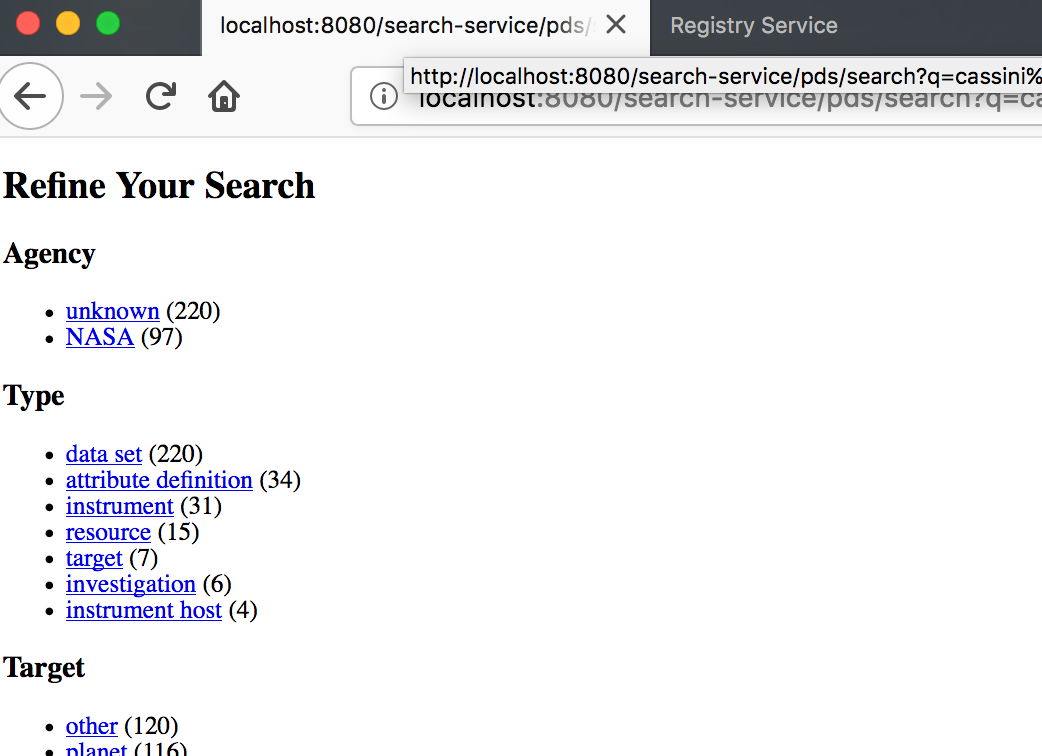 localhost:8080/search-service/pds/
Registry Service
http://localhost:8080/search-service/pds/search?q=cassini%
localhost:8080/search-service/pds/search?q=ca
Refine Your Search
Agency
unknown (220)
NASA (97)
Type
data set (220)
attribute definition (34)
instrument (31)
resource (15)
target (7)
investigation (6)
instrument host (4)
Target
other (120)
planet (116)